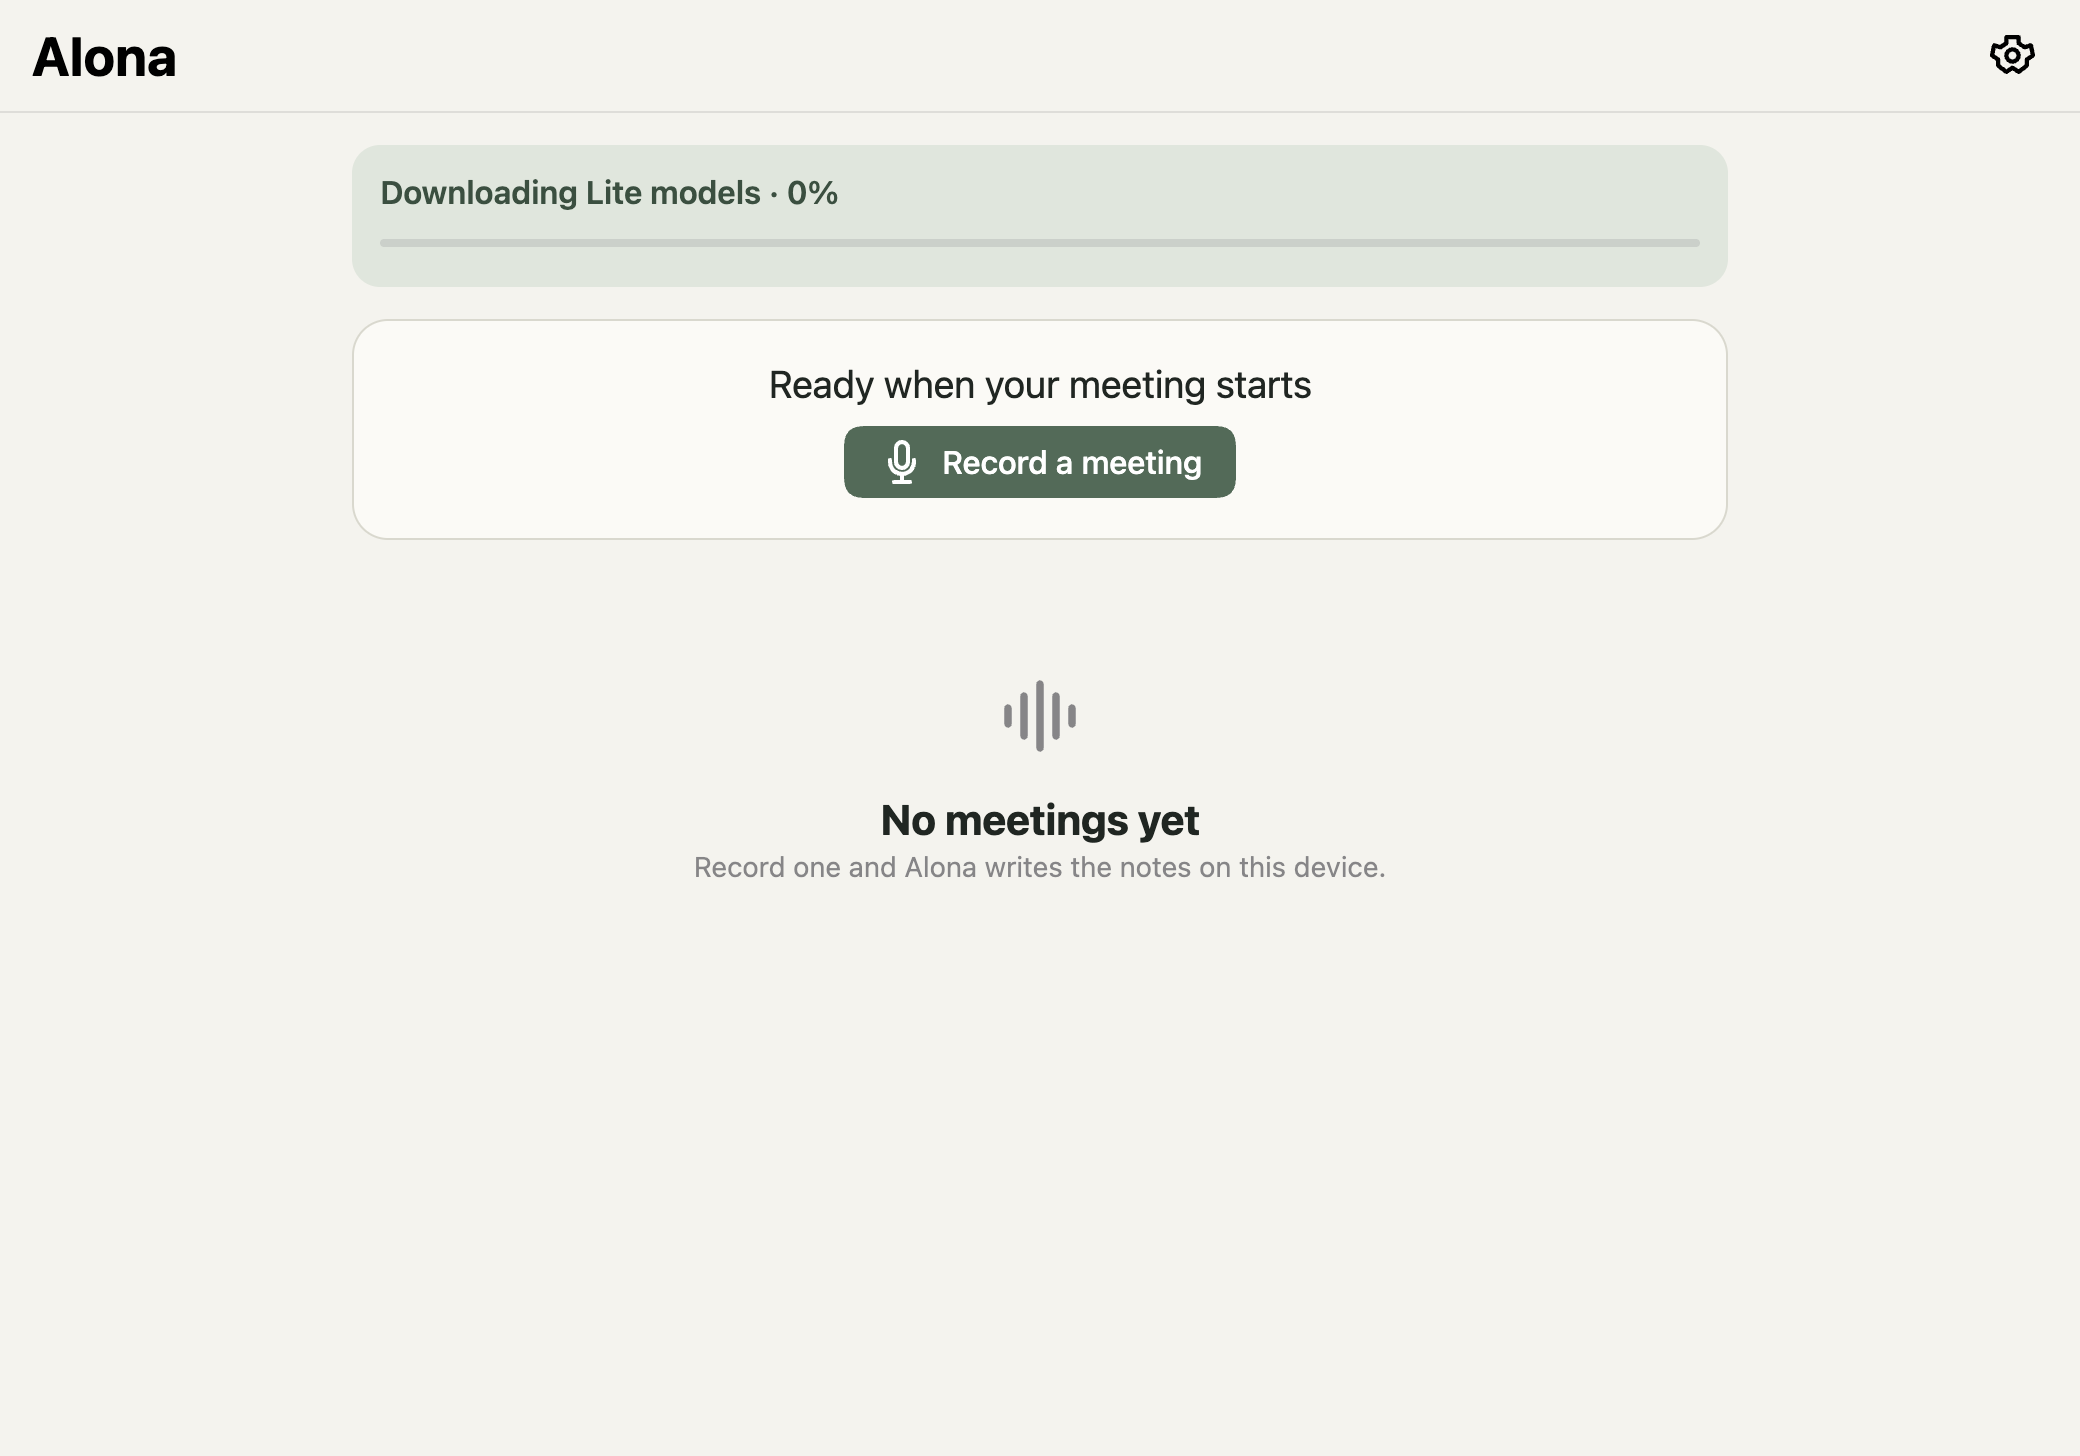 Alona
Downloading Lite models · 0%
Ready when your meeting starts
Record a meeting
No meetings yet
Record one and Alona writes the notes on this device.